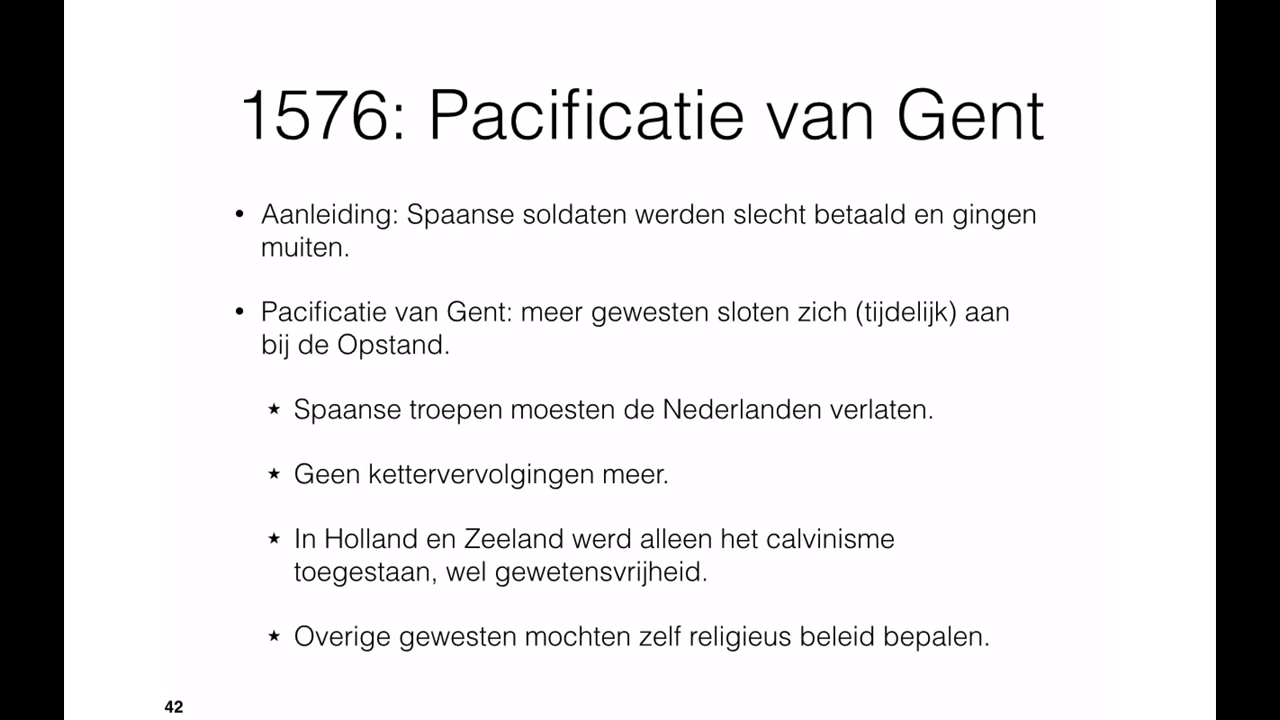 1576: Pacificatie van Gent
• Aanleiding: Spaanse soldaten werden slecht betaald en gingen
muiten.
• Pacificatie van Gent: meer gewesten sloten zich (tijdelijk) aan
bij de Opstand.
★ Spaanse troepen moesten de Nederlanden verlaten.
★ Geen kettervervolgingen meer.
★ In Holland en Zeeland werd alleen het calvinisme
toegestaan, wel gewetensvrijheid.
★ Overige gewesten mochten zelf religieus beleid bepalen.
42